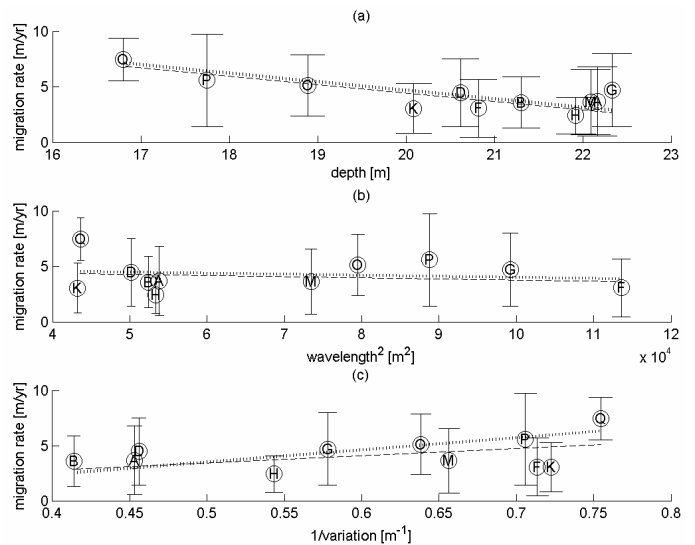 (a)
migration rate [m/yr]
10
5
0
Q P O K D F B H M A G
16 17 18 19 20 21 22 23
depth [m]
(b)
migration rate [m/yr]
10
5
0
Q K D B H A M O P G F
4 5 6 7 8 9 10 11 12
wavelength² [m²]
x 10⁴
(c)
migration rate [m/yr]
10
5
0
B A D H G O M P F K Q
0.4 0.45 0.5 0.55 0.6 0.65 0.7 0.75 0.8
1/variation [m⁻¹]